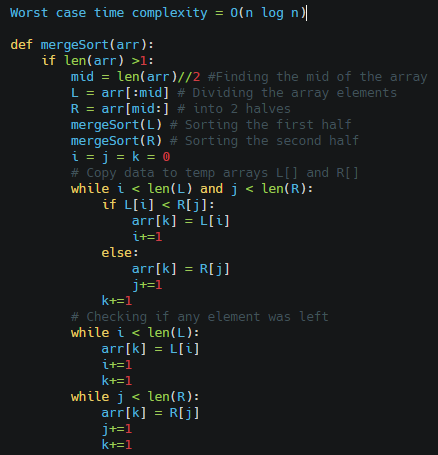 Worst case time complexity = O(n log n)
def mergeSort(arr):
    if len(arr) >1:
        mid = len(arr)//2 #Finding the mid of the array
        L = arr[:mid] # Dividing the array elements
        R = arr[mid:] # into 2 halves
        mergeSort(L) # Sorting the first half
        mergeSort(R) # Sorting the second half
        i = j = k = 0
        # Copy data to temp arrays L[] and R[]
        while i < len(L) and j < len(R):
            if L[i] < R[j]:
                arr[k] = L[i]
                i+=1
            else:
                arr[k] = R[j]
                j+=1
            k+=1
        # Checking if any element was left
        while i < len(L):
            arr[k] = L[i]
            i+=1
            k+=1
        while j < len(R):
            arr[k] = R[j]
            j+=1
            k+=1